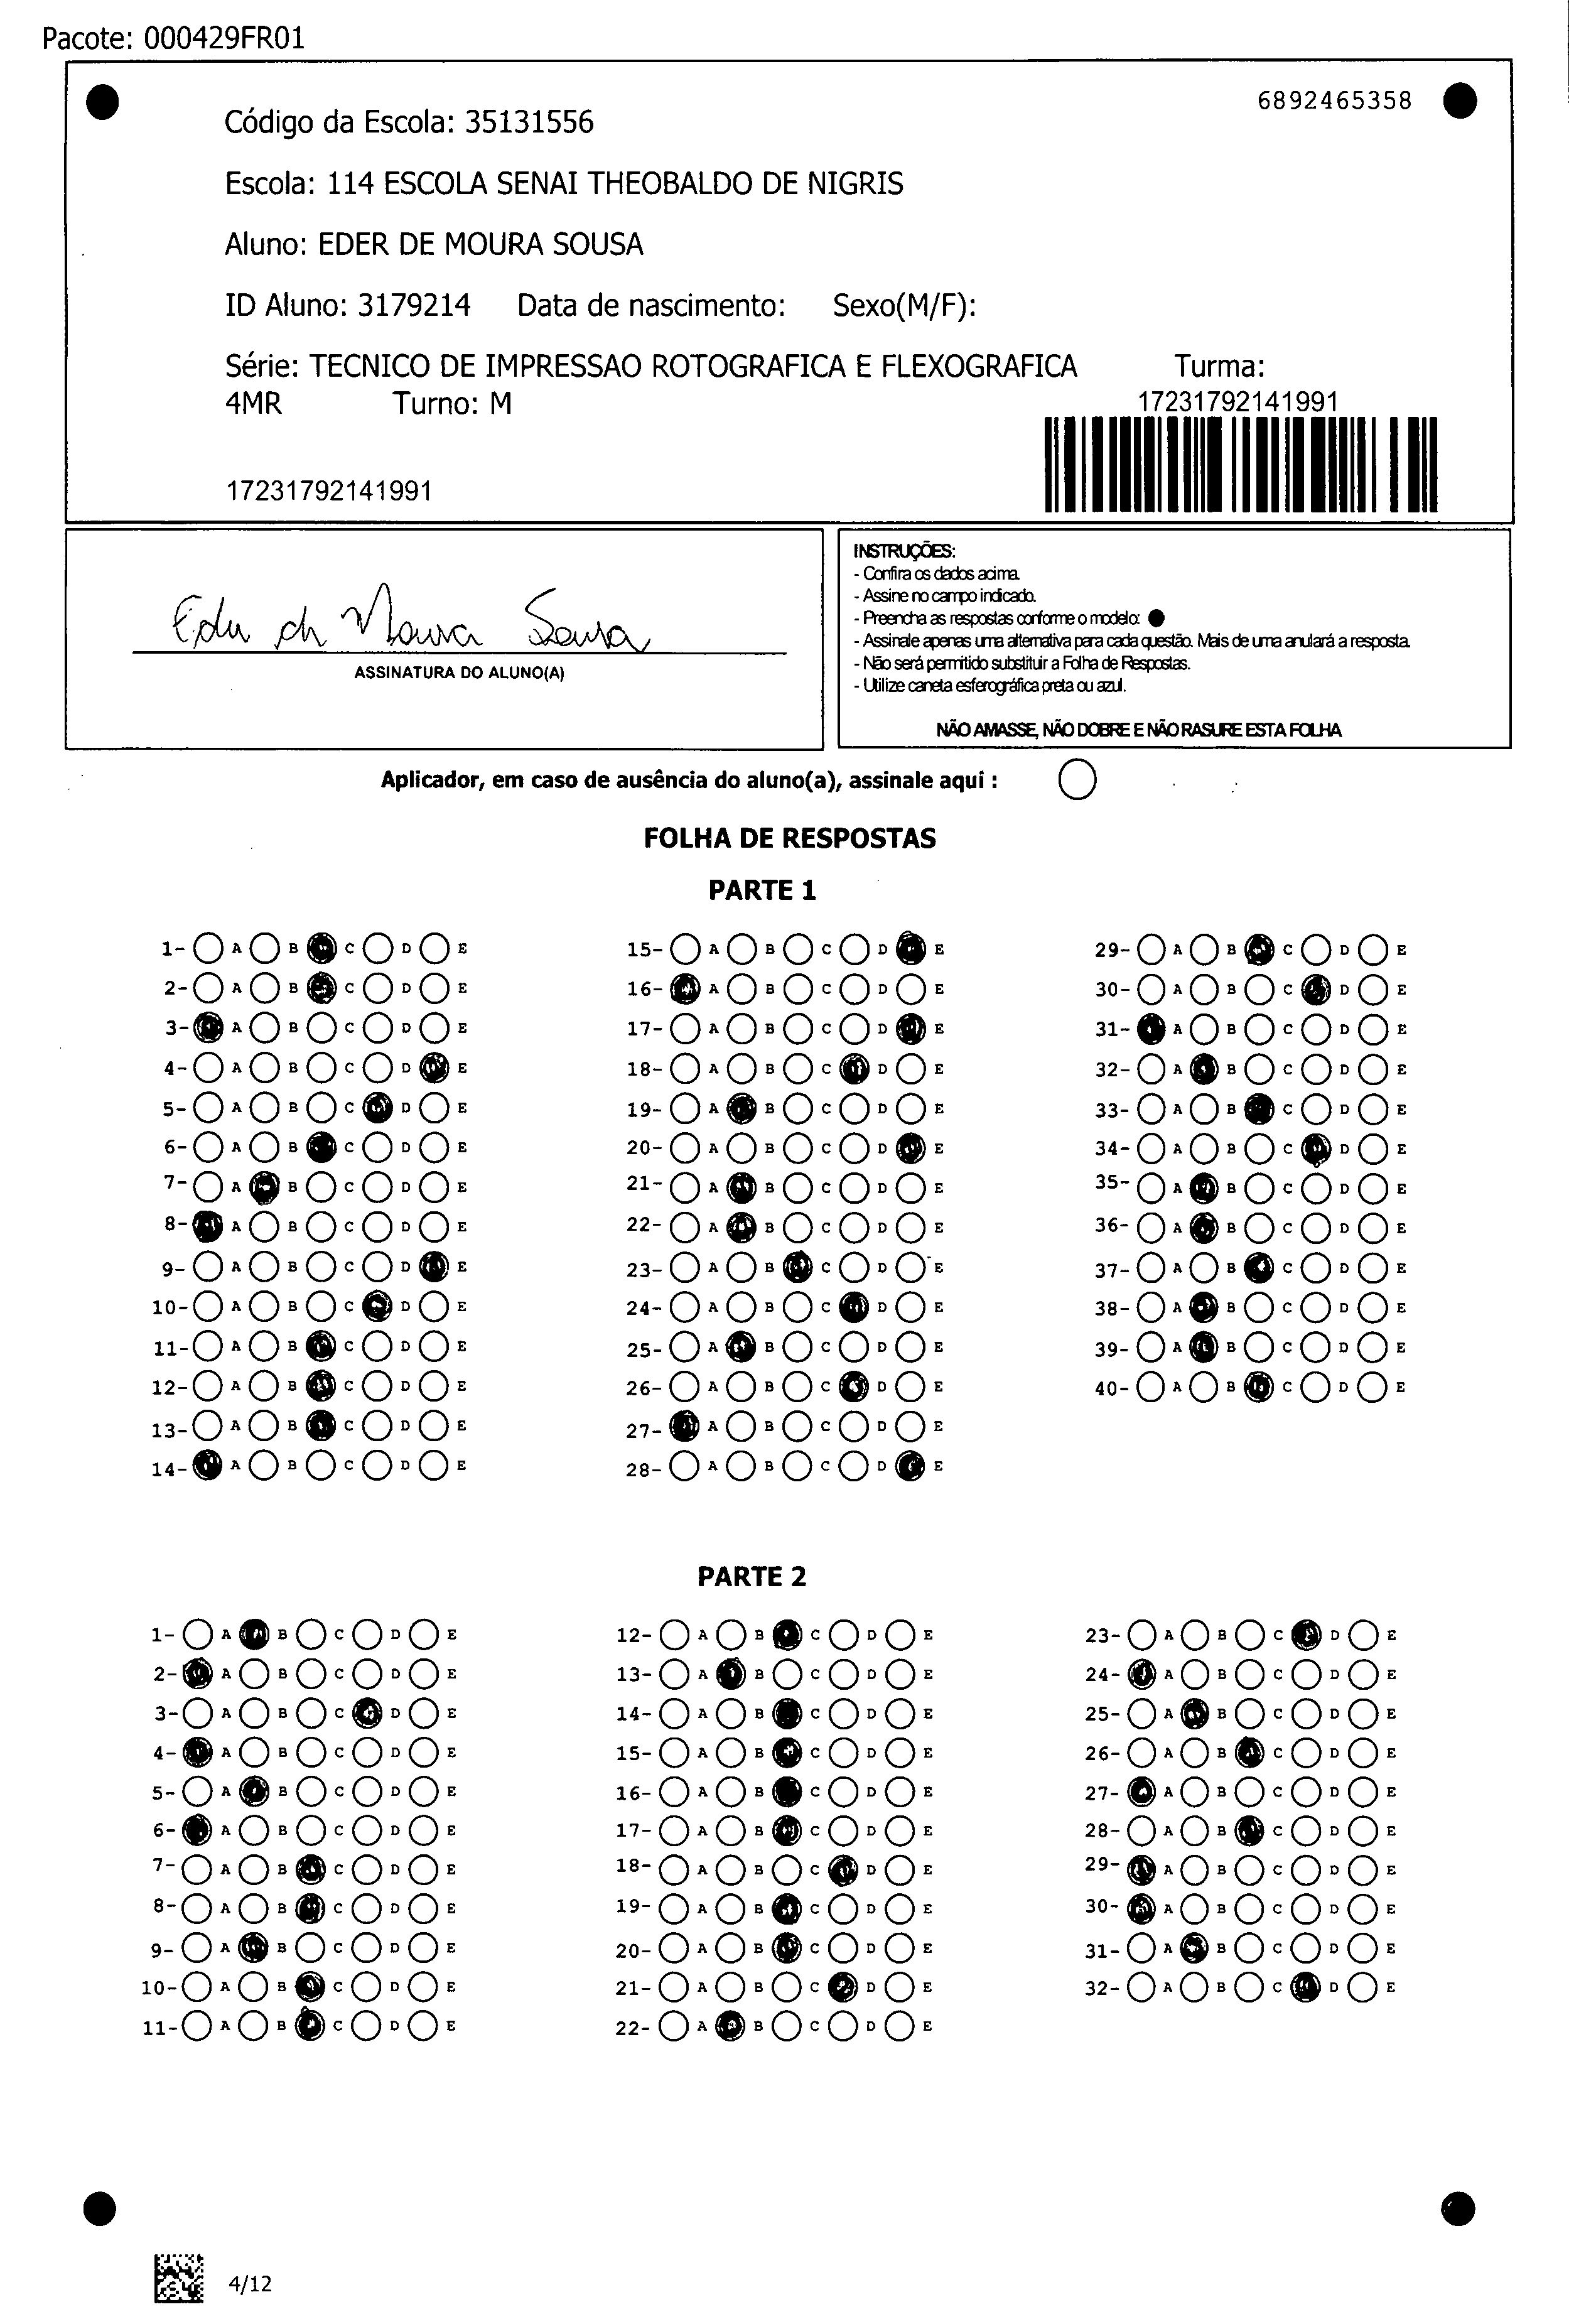 Pacote: 000429FR01
6892465358
Código da Escola: 35131556
Escola: 114 ESCOLA SENAI THEOBALDO DE NIGRIS
Aluno: EDER DE MOURA SOUSA
ID Aluno: 3179214 Data de nascimento: Sexo(M/F):
Série: TECNICO DE IMPRESSAO ROTOGRAFICA E FLEXOGRAFICA Turma:
4MR Turno: M
17231792141991
17231792141991
Eder de Moura Sousa
ASSINATURA DO ALUNO(A)
INSTRUÇÕES:
- Confira os dados acima.
- Assine no campo indicado.
- Preencha as respostas conforme o modelo:
- Assinale apenas uma alternativa para cada questão. Mais de uma anulará a resposta.
- Não será permitido substituir a Folha de Respostas.
- Utilize caneta esferográfica preta ou azul.
NÃO AMASSE, NÃO DOBRE E NÃO RASURE ESTA FOLHA
Aplicador, em caso de ausência do aluno(a), assinale aqui :
FOLHA DE RESPOSTAS
PARTE 1
1- A B C D E
2- A B C D E
3- A B C D E
4- A B C D E
5- A B C D E
6- A B C D E
7- A B C D E
8- A B C D E
9- A B C D E
10- A B C D E
11- A B C D E
12- A B C D E
13- A B C D E
14- A B C D E
15- A B C D E
16- A B C D E
17- A B C D E
18- A B C D E
19- A B C D E
20- A B C D E
21- A B C D E
22- A B C D E
23- A B C D E
24- A B C D E
25- A B C D E
26- A B C D E
27- A B C D E
28- A B C D E
29- A B C D E
30- A B C D E
31- A B C D E
32- A B C D E
33- A B C D E
34- A B C D E
35- A B C D E
36- A B C D E
37- A B C D E
38- A B C D E
39- A B C D E
40- A B C D E
PARTE 2
1- A B C D E
2- A B C D E
3- A B C D E
4- A B C D E
5- A B C D E
6- A B C D E
7- A B C D E
8- A B C D E
9- A B C D E
10- A B C D E
11- A B C D E
12- A B C D E
13- A B C D E
14- A B C D E
15- A B C D E
16- A B C D E
17- A B C D E
18- A B C D E
19- A B C D E
20- A B C D E
21- A B C D E
22- A B C D E
23- A B C D E
24- A B C D E
25- A B C D E
26- A B C D E
27- A B C D E
28- A B C D E
29- A B C D E
30- A B C D E
31- A B C D E
32- A B C D E
4/12